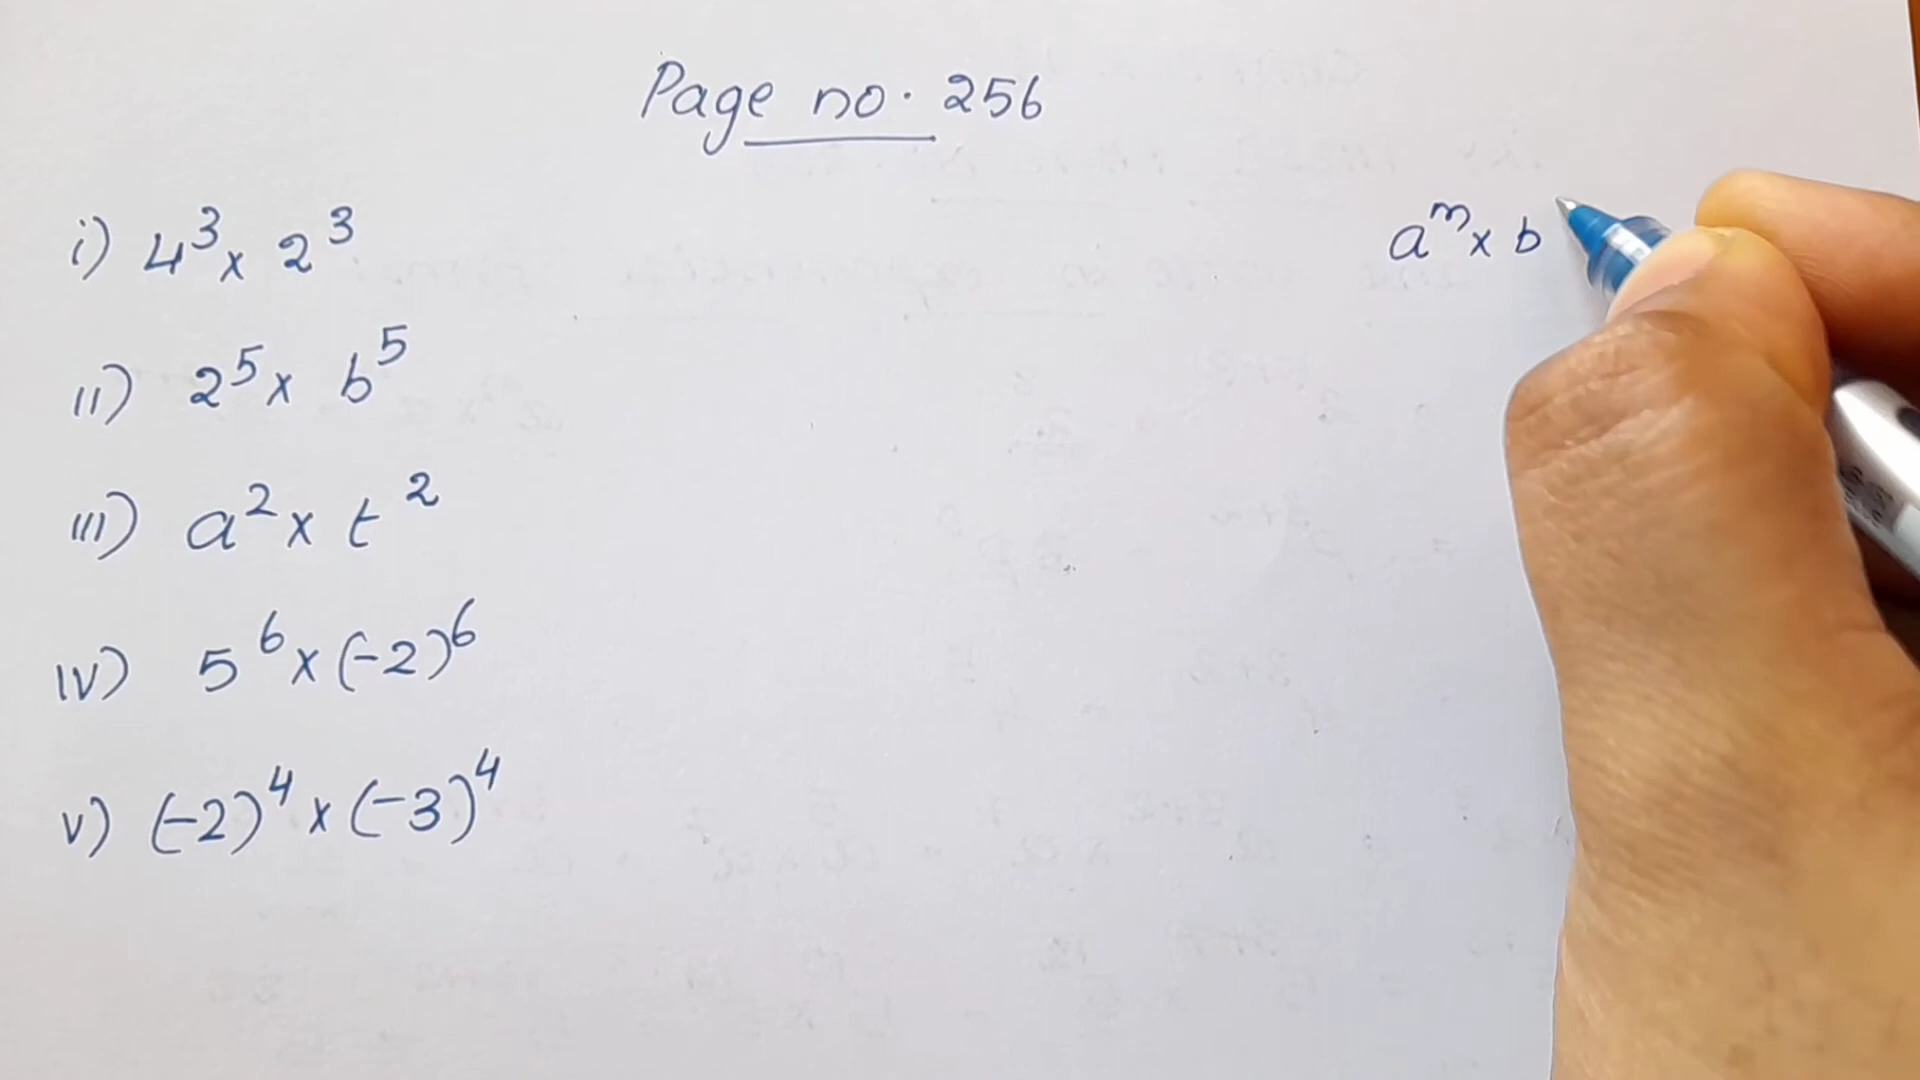 Page no. 256
i) 4³ x 2³
aᵐ x b
ii) 2⁵ x b⁵
iii) a² x t²
iv) 5⁶ x (-2)⁶
v) (-2)⁴ x (-3)⁴